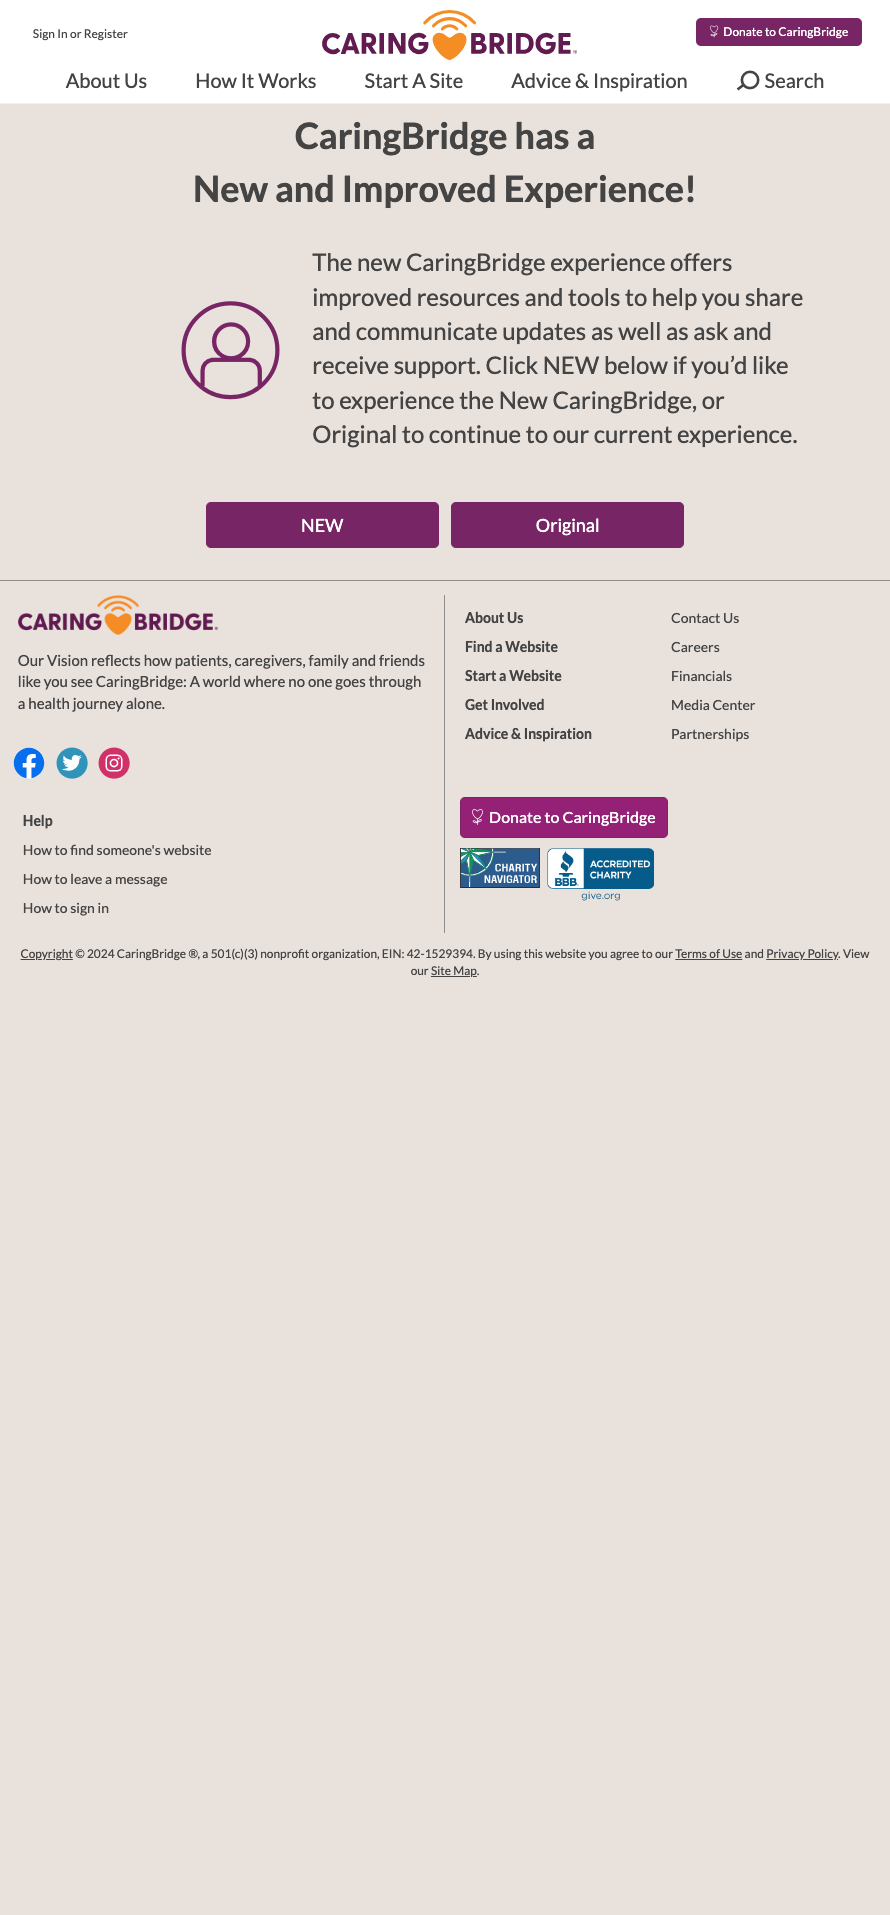 Sign In or Register
CARINGBRIDGE®
Donate to CaringBridge
About Us
How It Works
Start A Site
Advice & Inspiration
Search
CaringBridge has a
New and Improved Experience!
The new CaringBridge experience offers
improved resources and tools to help you share
and communicate updates as well as ask and
receive support. Click NEW below if you’d like
to experience the New CaringBridge, or
Original to continue to our current experience.
NEW
Original
CARINGBRIDGE®
Our Vision reflects how patients, caregivers, family and friends
like you see CaringBridge: A world where no one goes through
a health journey alone.
Help
How to find someone's website
How to leave a message
How to sign in
About Us
Find a Website
Start a Website
Get Involved
Advice & Inspiration
Contact Us
Careers
Financials
Media Center
Partnerships
Donate to CaringBridge
CHARITY
NAVIGATOR
BBB
ACCREDITED
CHARITY
give.org
Copyright © 2024 CaringBridge ®, a 501(c)(3) nonprofit organization, EIN: 42-1529394. By using this website you agree to our Terms of Use and Privacy Policy. View
our Site Map.